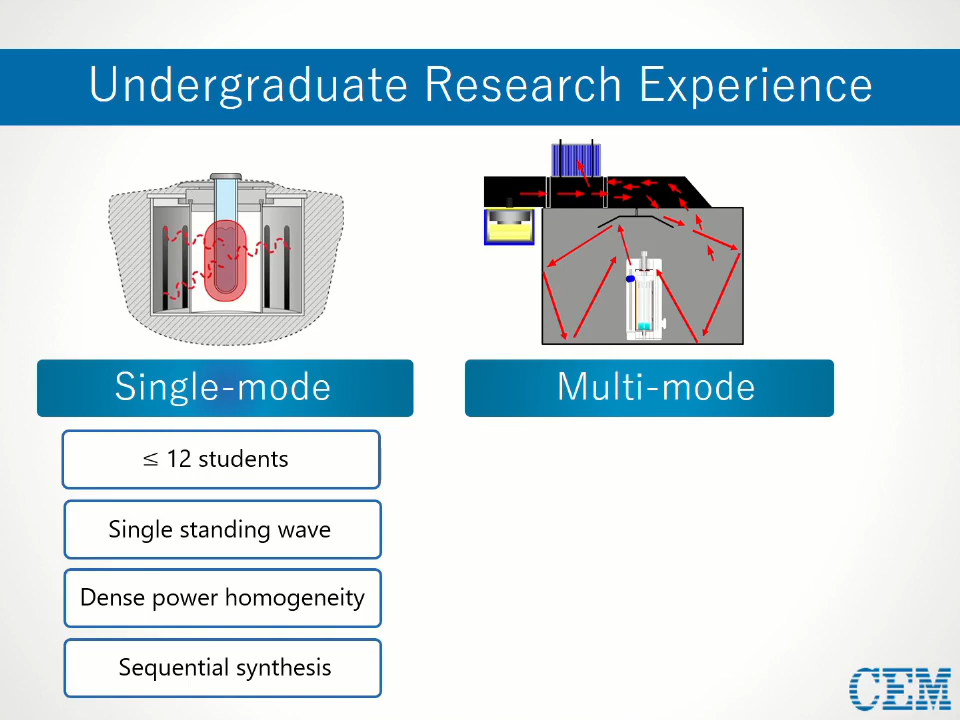 Undergraduate Research Experience
Single-mode
Multi-mode
≤ 12 students
Single standing wave
Dense power homogeneity
Sequential synthesis
CEM